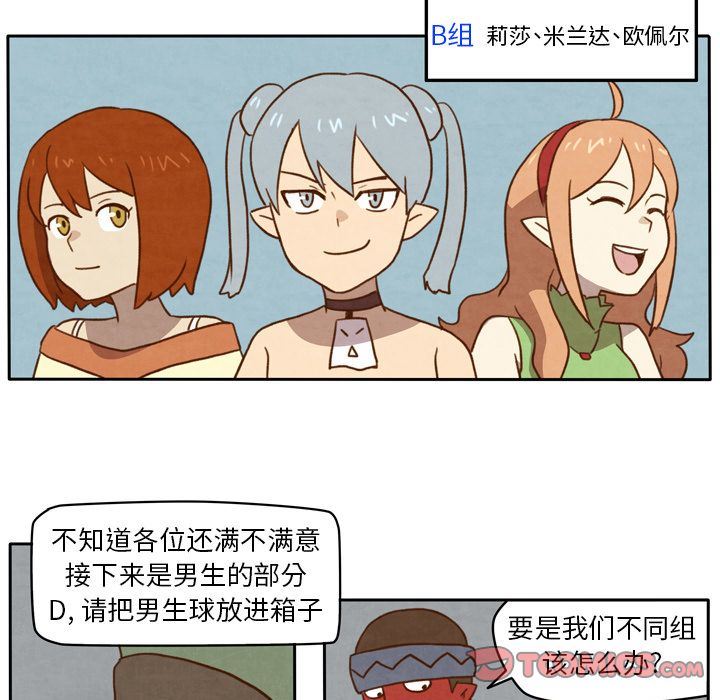 B组 莉莎、米兰达、欧佩尔
不知道各位还满不满意
接下来是男生的部分
D, 请把男生球放进箱子
要是我们不同组
该怎么办?